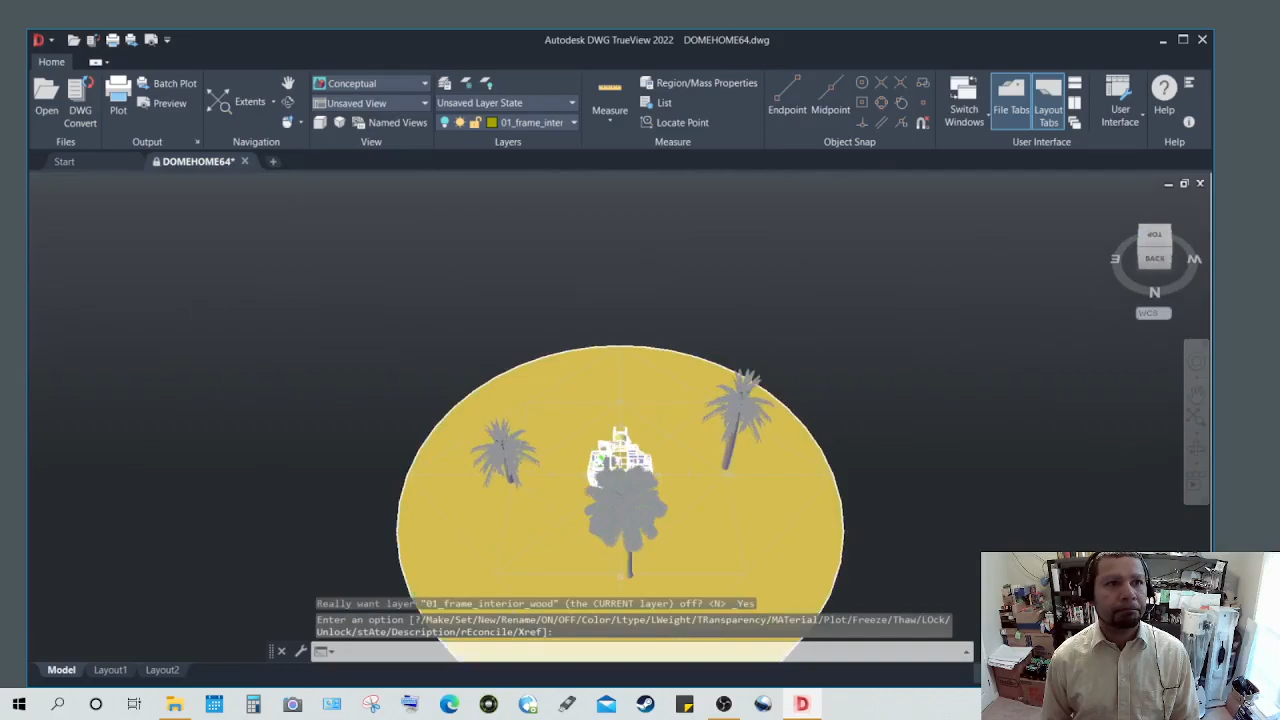 Autodesk DWG TrueView 2022 DOMEHOME64.dwg
Home
Open
DWG Convert
Files
Plot
Batch Plot
Preview
Output
Extents
Navigation
Conceptual
Unsaved View
Named Views
View
Unsaved Layer State
01_frame_inter
Layers
Measure
Region/Mass Properties
List
Locate Point
Measure
Endpoint
Midpoint
Object Snap
Switch Windows
File Tabs
Layout Tabs
User Interface
User Interface
Help
Help
Start
DOMEHOME64*
TOP
BACK
E
W
N
WCS
Really want layer "01_frame_interior_wood" (the CURRENT layer) off? <N> _Yes
Enter an option [?/Make/Set/New/Rename/ON/OFF/Color/Ltype/LWeight/TRansparency/MATerial/Plot/Freeze/Thaw/LOck/
Unlock/stAte/Description/rEconcile/Xref]:
Model
Layout1
Layout2